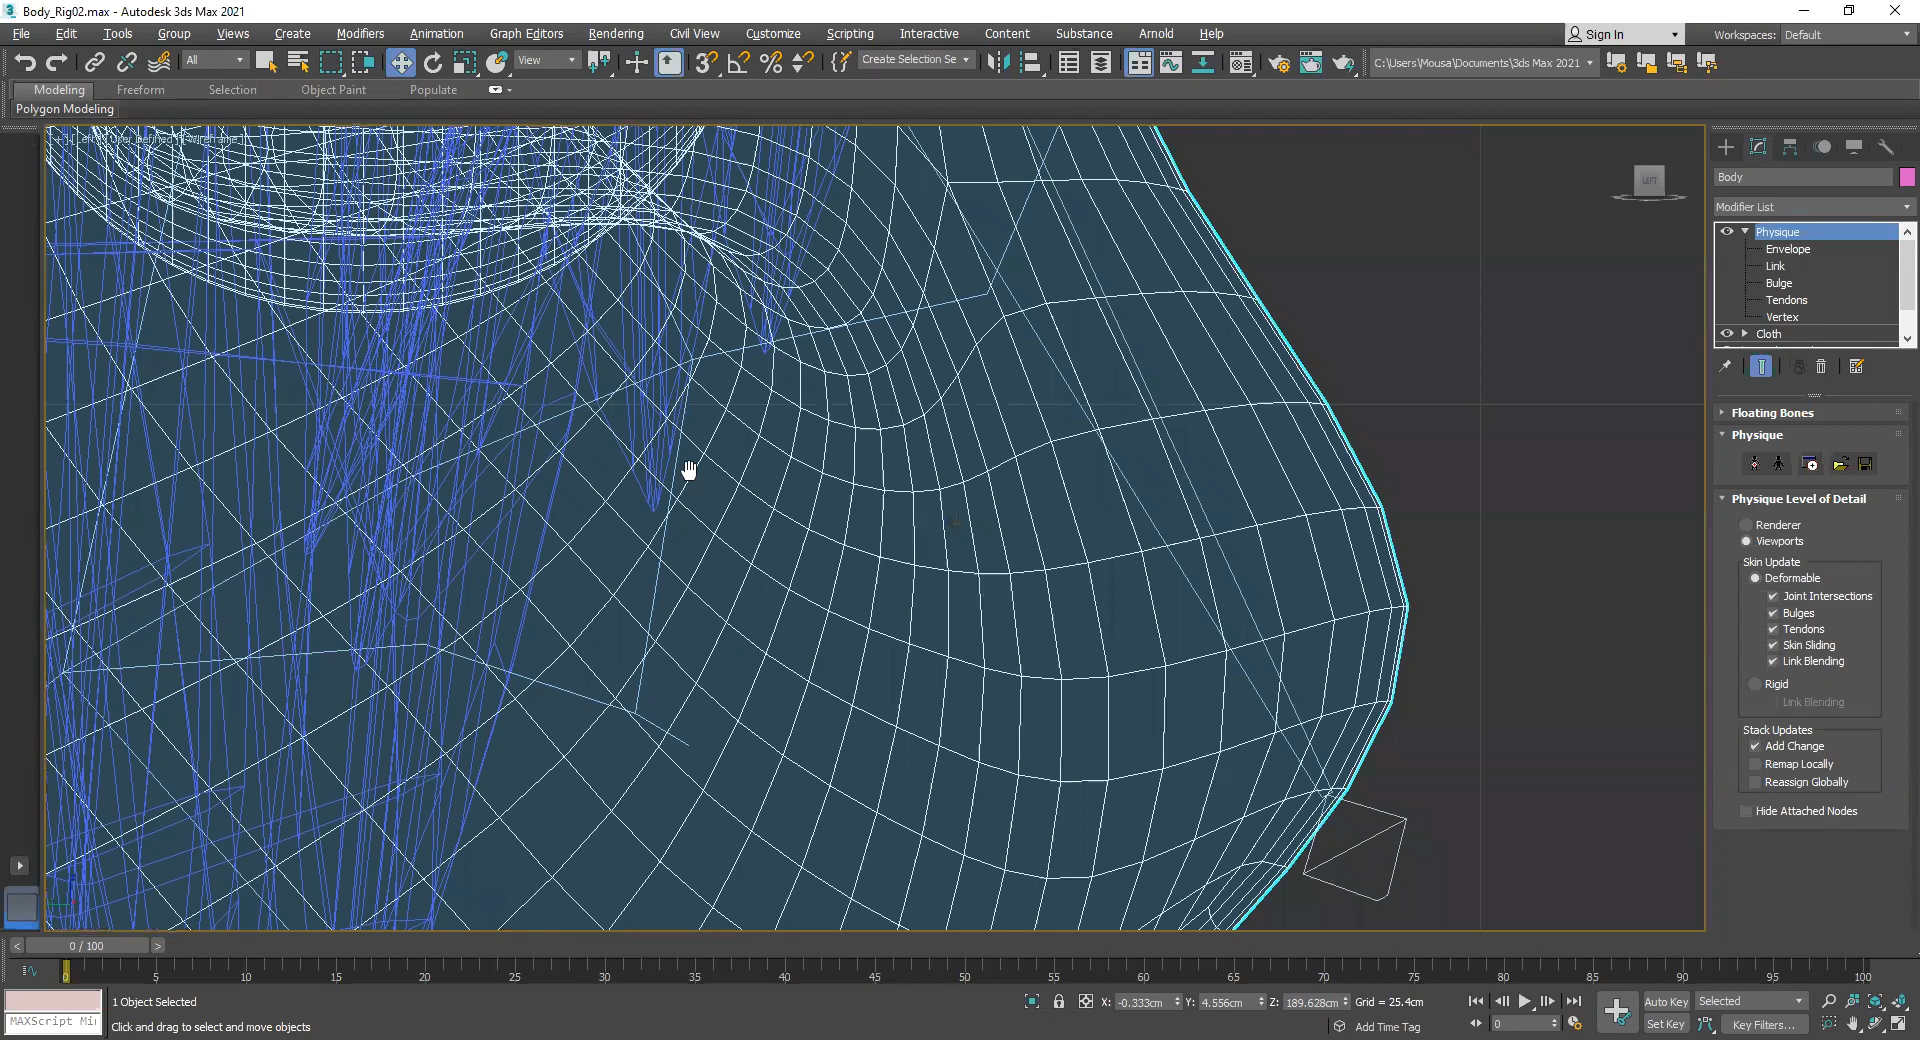 Body_Rig02.max - Autodesk 3ds Max 2021
File Edit Tools Group Views Create Modifiers Animation Graph Editors Rendering Civil View Customize Scripting Interactive Content Substance Arnold Help Sign In Workspaces: Default
All View Create Selection Se C:\Users\Mousa\Documents\3ds Max 2021
Modeling Freeform Selection Object Paint Populate
Polygon Modeling
LEFT
Body
Modifier List
Physique
Envelope
Link
Bulge
Tendons
Vertex
Cloth
Floating Bones
Physique
Physique Level of Detail
Renderer
Viewports
Skin Update
Deformable
Joint Intersections
Bulges
Tendons
Skin Sliding
Link Blending
Rigid
Link Blending
Stack Updates
Add Change
Remap Locally
Reassign Globally
Hide Attached Nodes
< 0 / 100 >
0 5 10 15 20 25 30 35 40 45 50 55 60 65 70 75 80 85 90 95 100
1 Object Selected X: -0.333cm Y: 4.556cm Z: 189.628cm Grid = 25.4cm Auto Key Selected
MAXScript Mi Click and drag to select and move objects Add Time Tag 0 Set Key Key Filters...